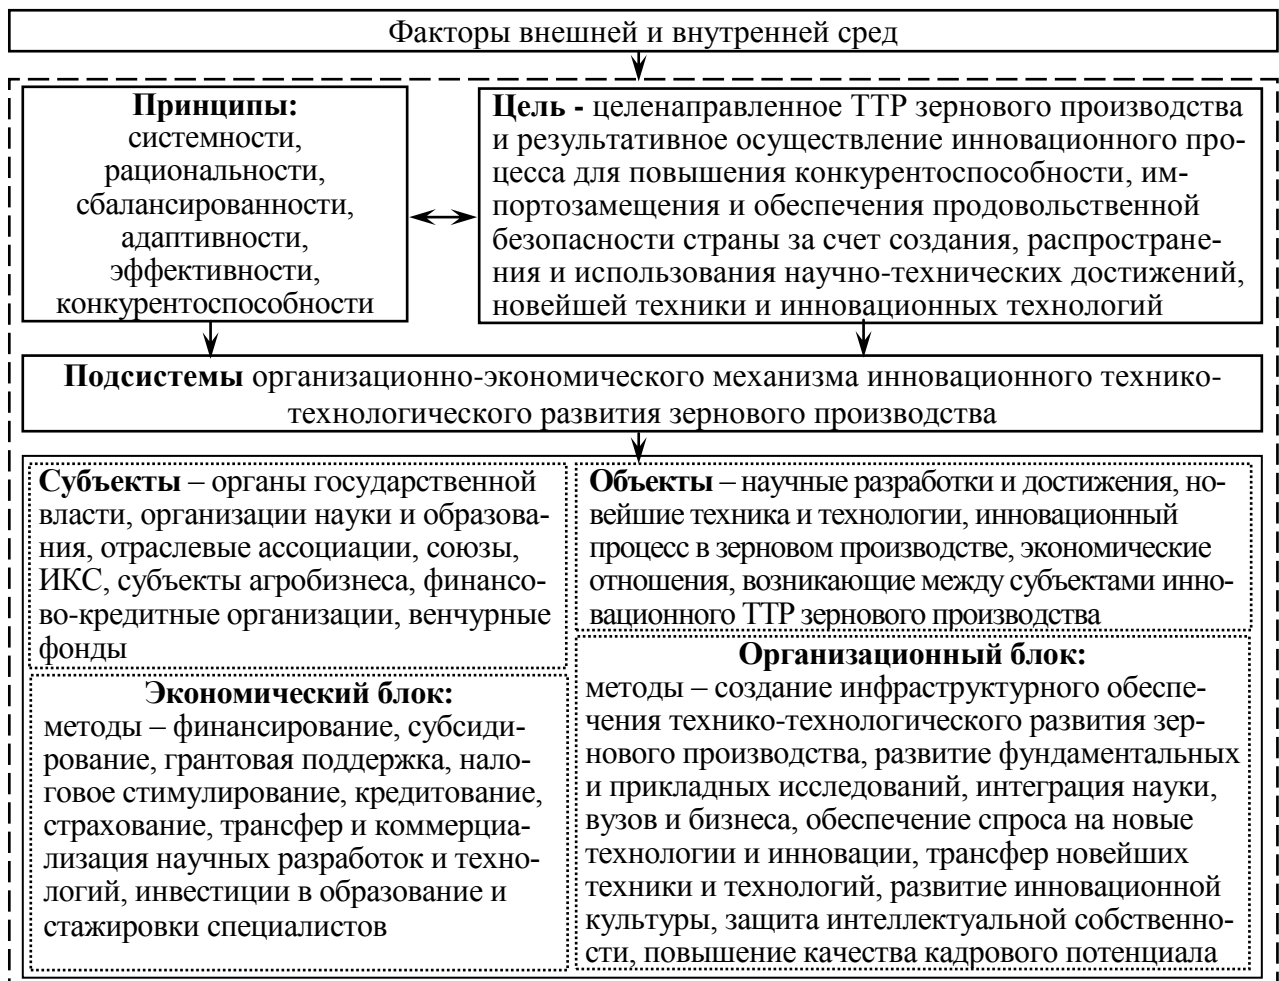 Факторы внешней и внутренней сред
Принципы:
системности,
рациональности,
сбалансированности,
адаптивности,
эффективности,
конкурентоспособности
Цель - целенаправленное ТТР зернового производства
и результативное осуществление инновационного про-
цесса для повышения конкурентоспособности, им-
портозамещения и обеспечения продовольственной
безопасности страны за счет создания, распростране-
ния и использования научно-технических достижений,
новейшей техники и инновационных технологий
Подсистемы организационно-экономического механизма инновационного технико-
технологического развития зернового производства
Субъекты – органы государственной
власти, организации науки и образова-
ния, отраслевые ассоциации, союзы,
ИКС, субъекты агробизнеса, финансо-
во-кредитные организации, венчурные
фонды
Объекты – научные разработки и достижения, но-
вейшие техника и технологии, инновационный
процесс в зерновом производстве, экономические
отношения, возникающие между субъектами инно-
вационного ТТР зернового производства
Экономический блок:
методы – финансирование, субсиди-
рование, грантовая поддержка, нало-
говое стимулирование, кредитование,
страхование, трансфер и коммерциа-
лизация научных разработок и техно-
логий, инвестиции в образование и
стажировки специалистов
Организационный блок:
методы – создание инфраструктурного обеспе-
чения технико-технологического развития зер-
нового производства, развитие фундаментальных
и прикладных исследований, интеграция науки,
вузов и бизнеса, обеспечение спроса на новые
технологии и инновации, трансфер новейших
техники и технологий, развитие инновационной
культуры, защита интеллектуальной собственно-
сти, повышение качества кадрового потенциала